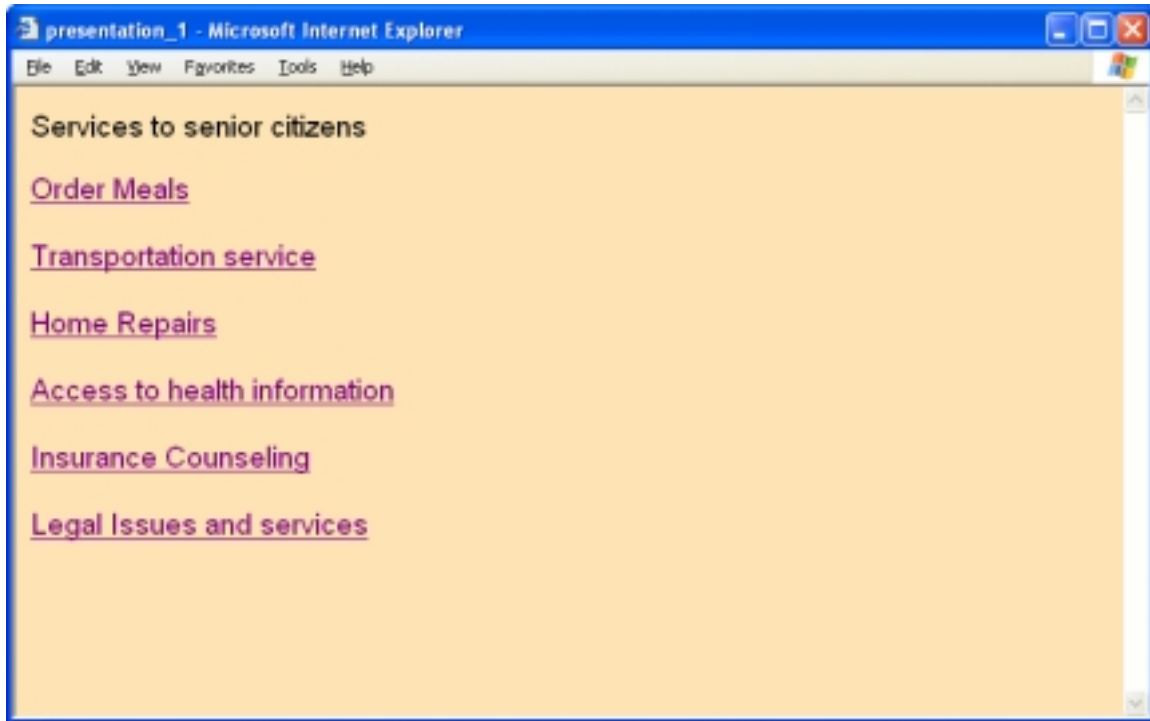 presentation_1 - Microsoft Internet Explorer
File Edit View Favorites Tools Help
Services to senior citizens
Order Meals
Transportation service
Home Repairs
Access to health information
Insurance Counseling
Legal Issues and services